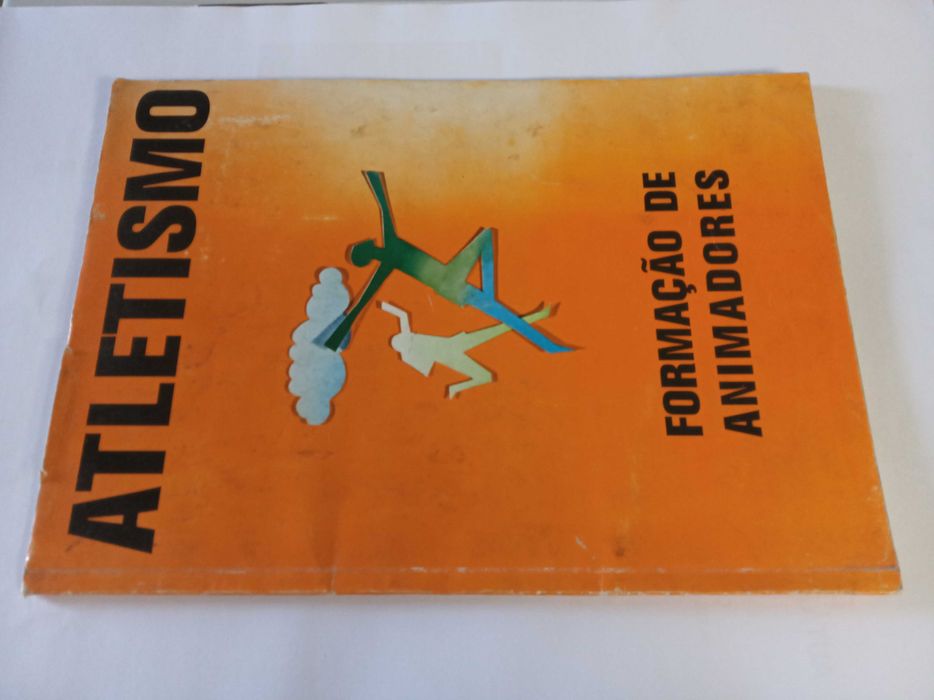 ATLETISMO
FORMAÇÃO DE
ANIMADORES